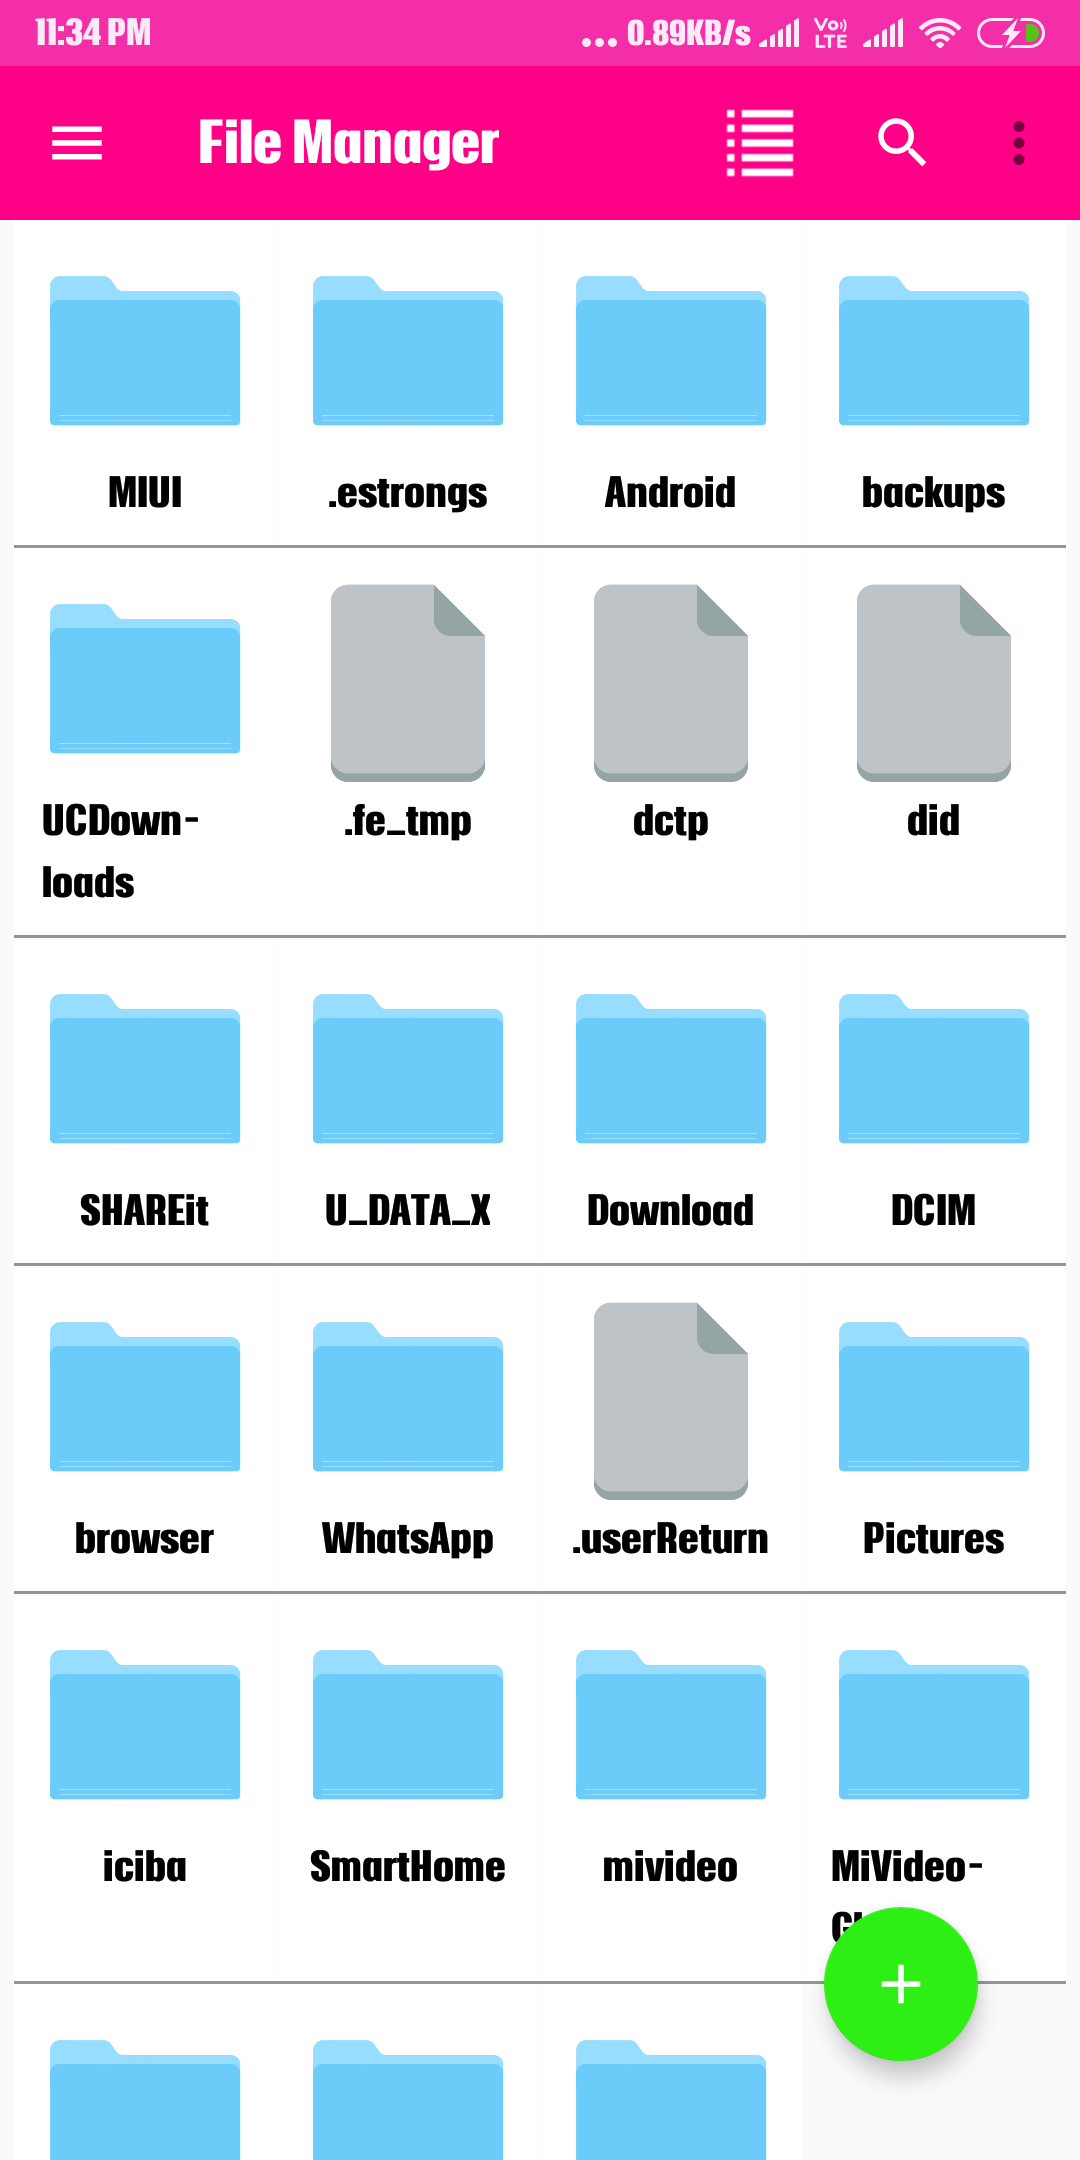 11:34 PM
... 0.89KB/s
Vo)) LTE
File Manager
MIUI
.estrongs
Android
backups
UCDown-
loads
.fe_tmp
dctp
did
SHAREit
U_DATA_X
Download
DCIM
browser
WhatsApp
.userReturn
Pictures
iciba
SmartHome
mivideo
MiVideo-